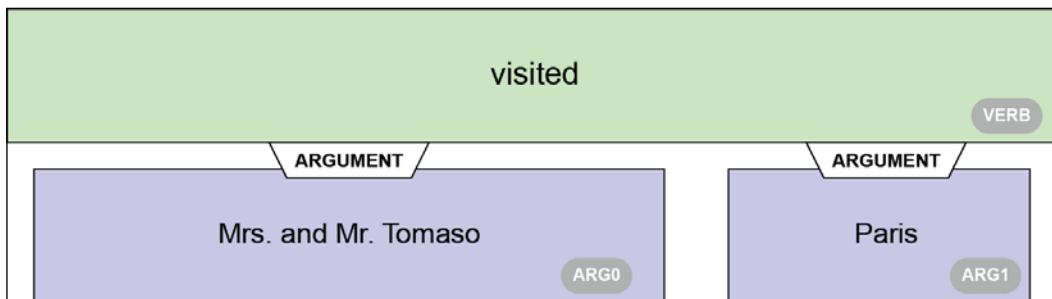 visited
VERB
ARGUMENT ARGUMENT
Mrs. and Mr. Tomaso Paris
ARG0 ARG1